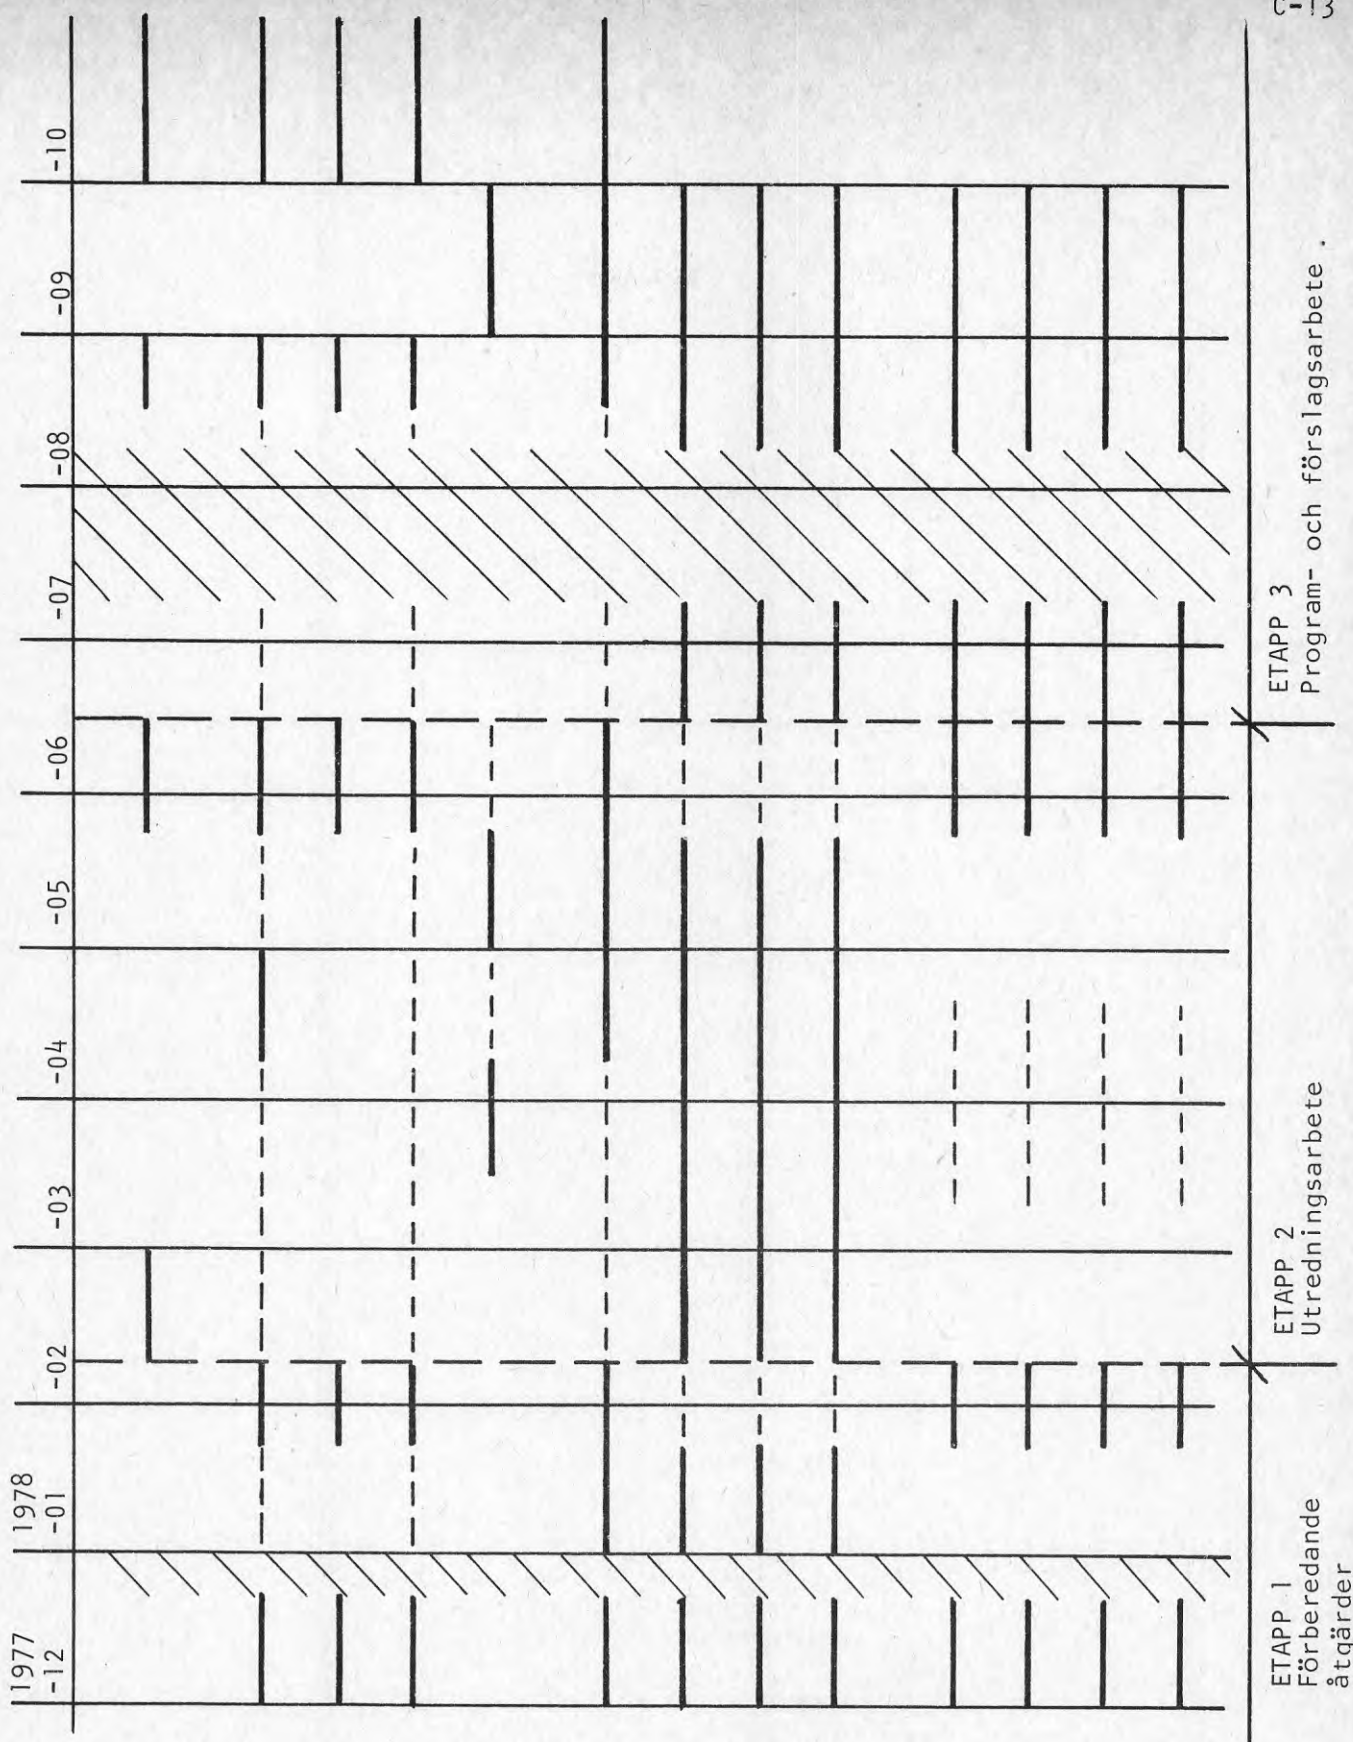 C-13
1977
-12
1978
-01
-02
-03
-04
-05
-06
-07
-08
-09
-10
ETAPP 1
Förberedande
åtgärder
ETAPP 2
Utredningsarbete
ETAPP 3
Program- och förslagsarbete.